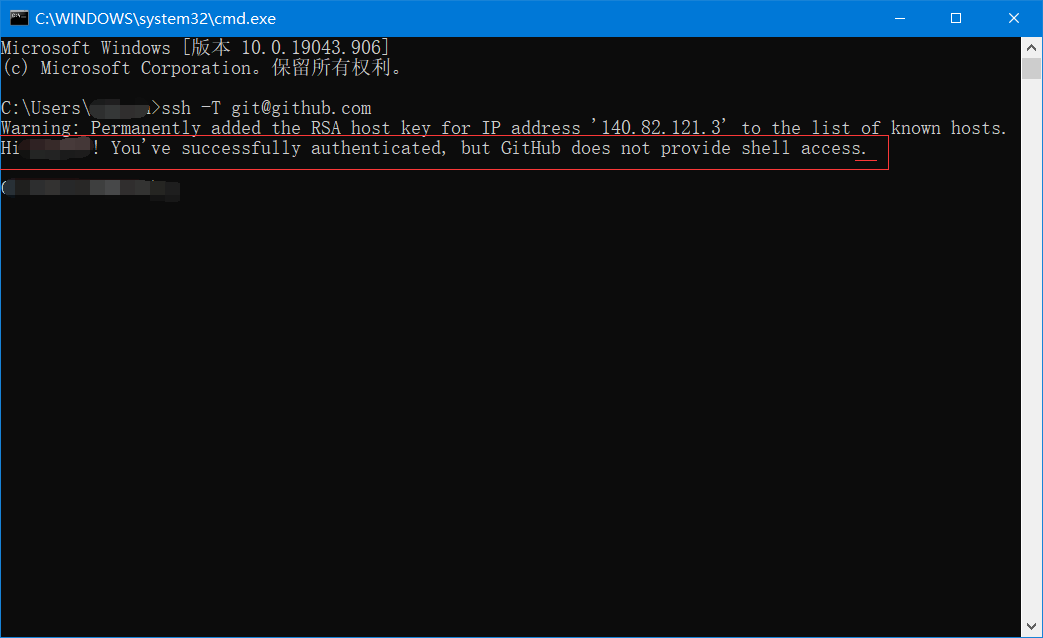 C:\WINDOWS\system32\cmd.exe
Microsoft Windows [版本 10.0.19043.906]
(c) Microsoft Corporation。保留所有权利。
C:\Users\ >ssh -T git@github.com
Warning: Permanently added the RSA host key for IP address '140.82.121.3' to the list of known hosts.
Hi ! You've successfully authenticated, but GitHub does not provide shell access.